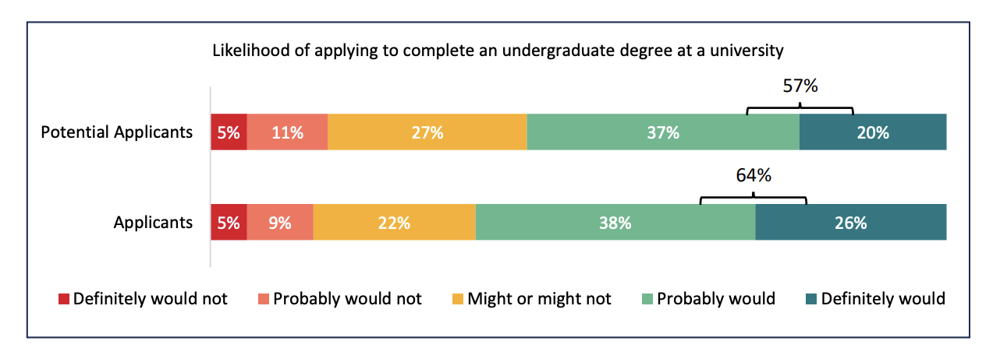 Likelihood of applying to complete an undergraduate degree at a university
57%
Potential Applicants 5% 11% 27% 37% 20%
64%
Applicants 5% 9% 22% 38% 26%
Definitely would not Probably would not Might or might not Probably would Definitely would